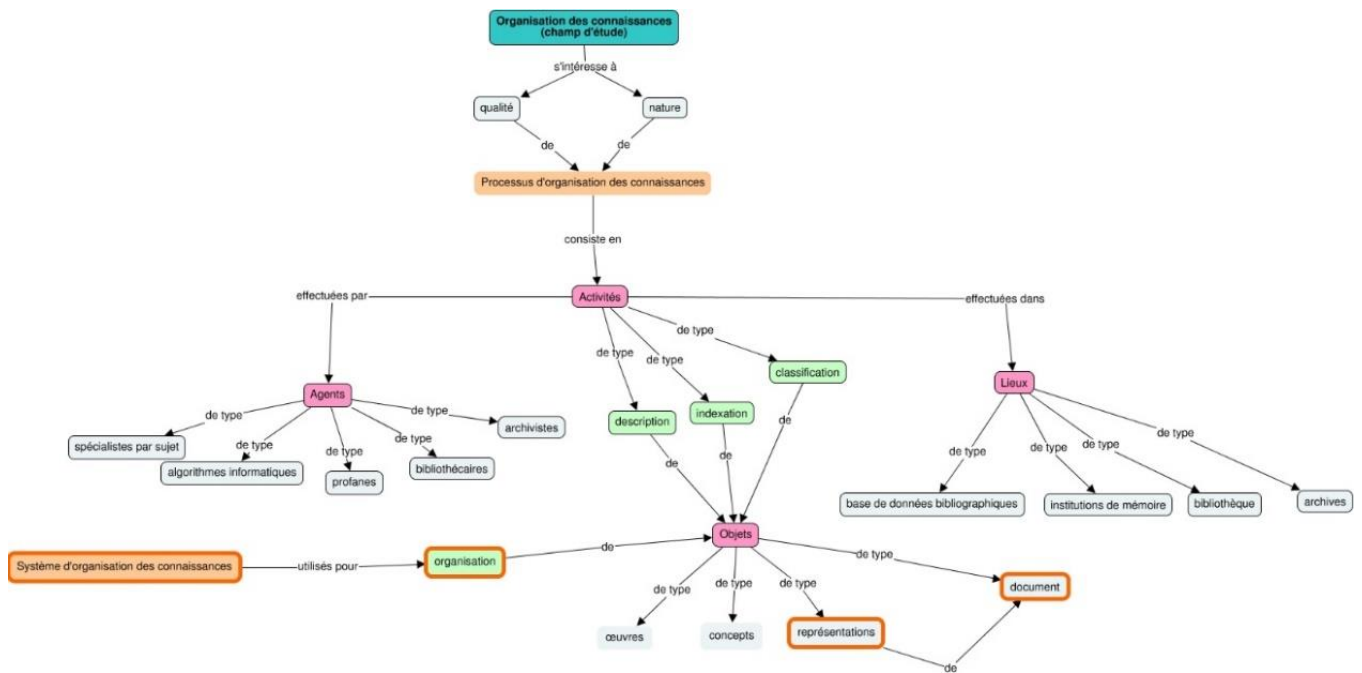 Organisation des connaissances
(champ d'étude)
s'intéresse à
qualité
nature
de
de
Processus d'organisation des connaissances
consiste en
effectuées par
Activités
effectuées dans
de type
de type
de type
classification
Agents
Lieux
de type
de type
description
indexation
de
archivistes
spécialistes par sujet
de type
de type
de type
algorithmes informatiques
profanes
bibliothécaires
de
de
de type
de type
de type
de type
base de données bibliographiques
institutions de mémoire
bibliothèque
archives
Objets
Système d'organisation des connaissances
utilisés pour
organisation
de
de type
de type
de type
de type
document
œuvres
concepts
représentations
de